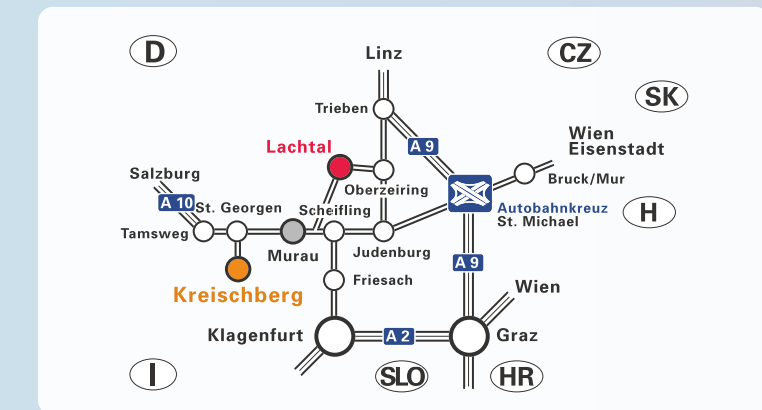 D
Linz
CZ
SK
Trieben
A 9
Wien
Eisenstadt
Lachtal
Salzburg
Oberzeiring
Bruck/Mur
A 10
St. Georgen
Scheifling
Autobahnkreuz
St. Michael
H
Tamsweg
Murau
Judenburg
A 9
Kreischberg
Friesach
Wien
Klagenfurt
A 2
Graz
I
SLO
HR